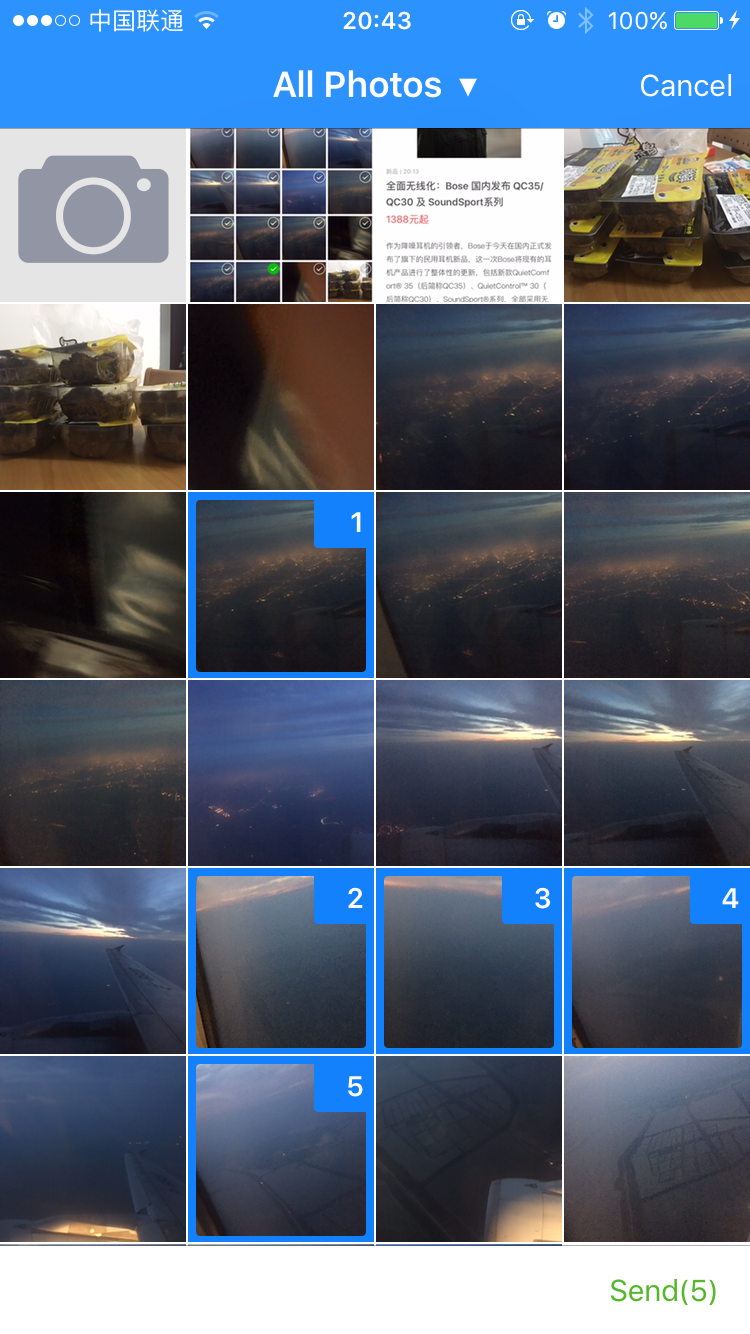 中国联通 20:43 100%
All Photos ▼ Cancel
新品 | 20:13
全面无线化：Bose 国内发布 QC35/
QC30 及 SoundSport系列
1388元起
作为降噪耳机的引领者，Bose于今天在国内正式发
布了旗下的民用耳机新品，这一次Bose将现有的耳
机产品进行了整体性的更新，包括新款QuietComf
ort® 35（后简称QC35）、QuietControl™ 30（
后简称QC30）、SoundSport®系列，全部采用无
1
2
3
4
5
Send(5)